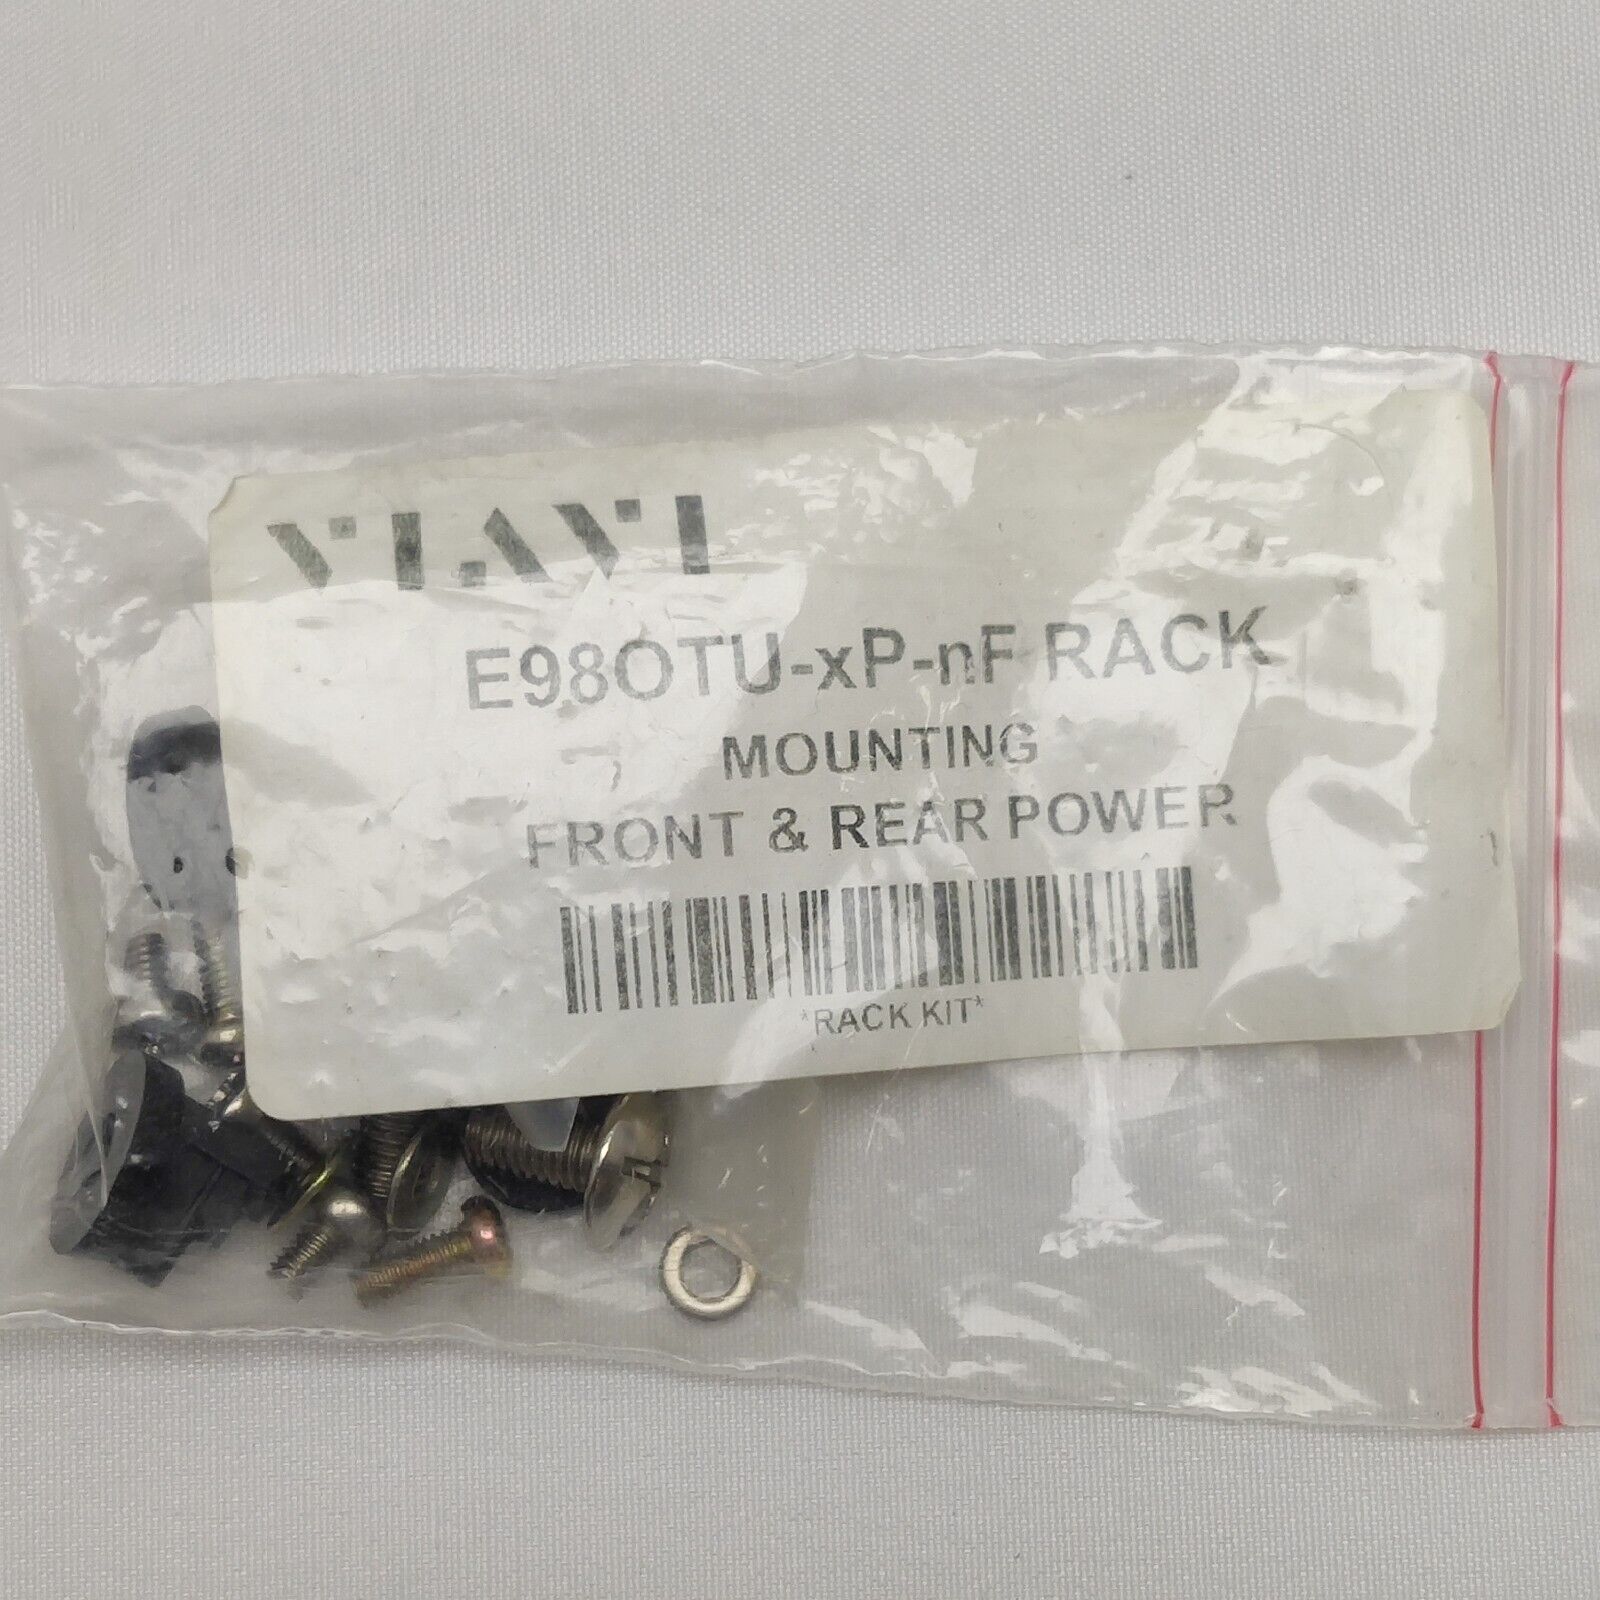 VIAVI
E98OTU-xP-nF RACK
MOUNTING
FRONT & REAR POWER
*RACK KIT*